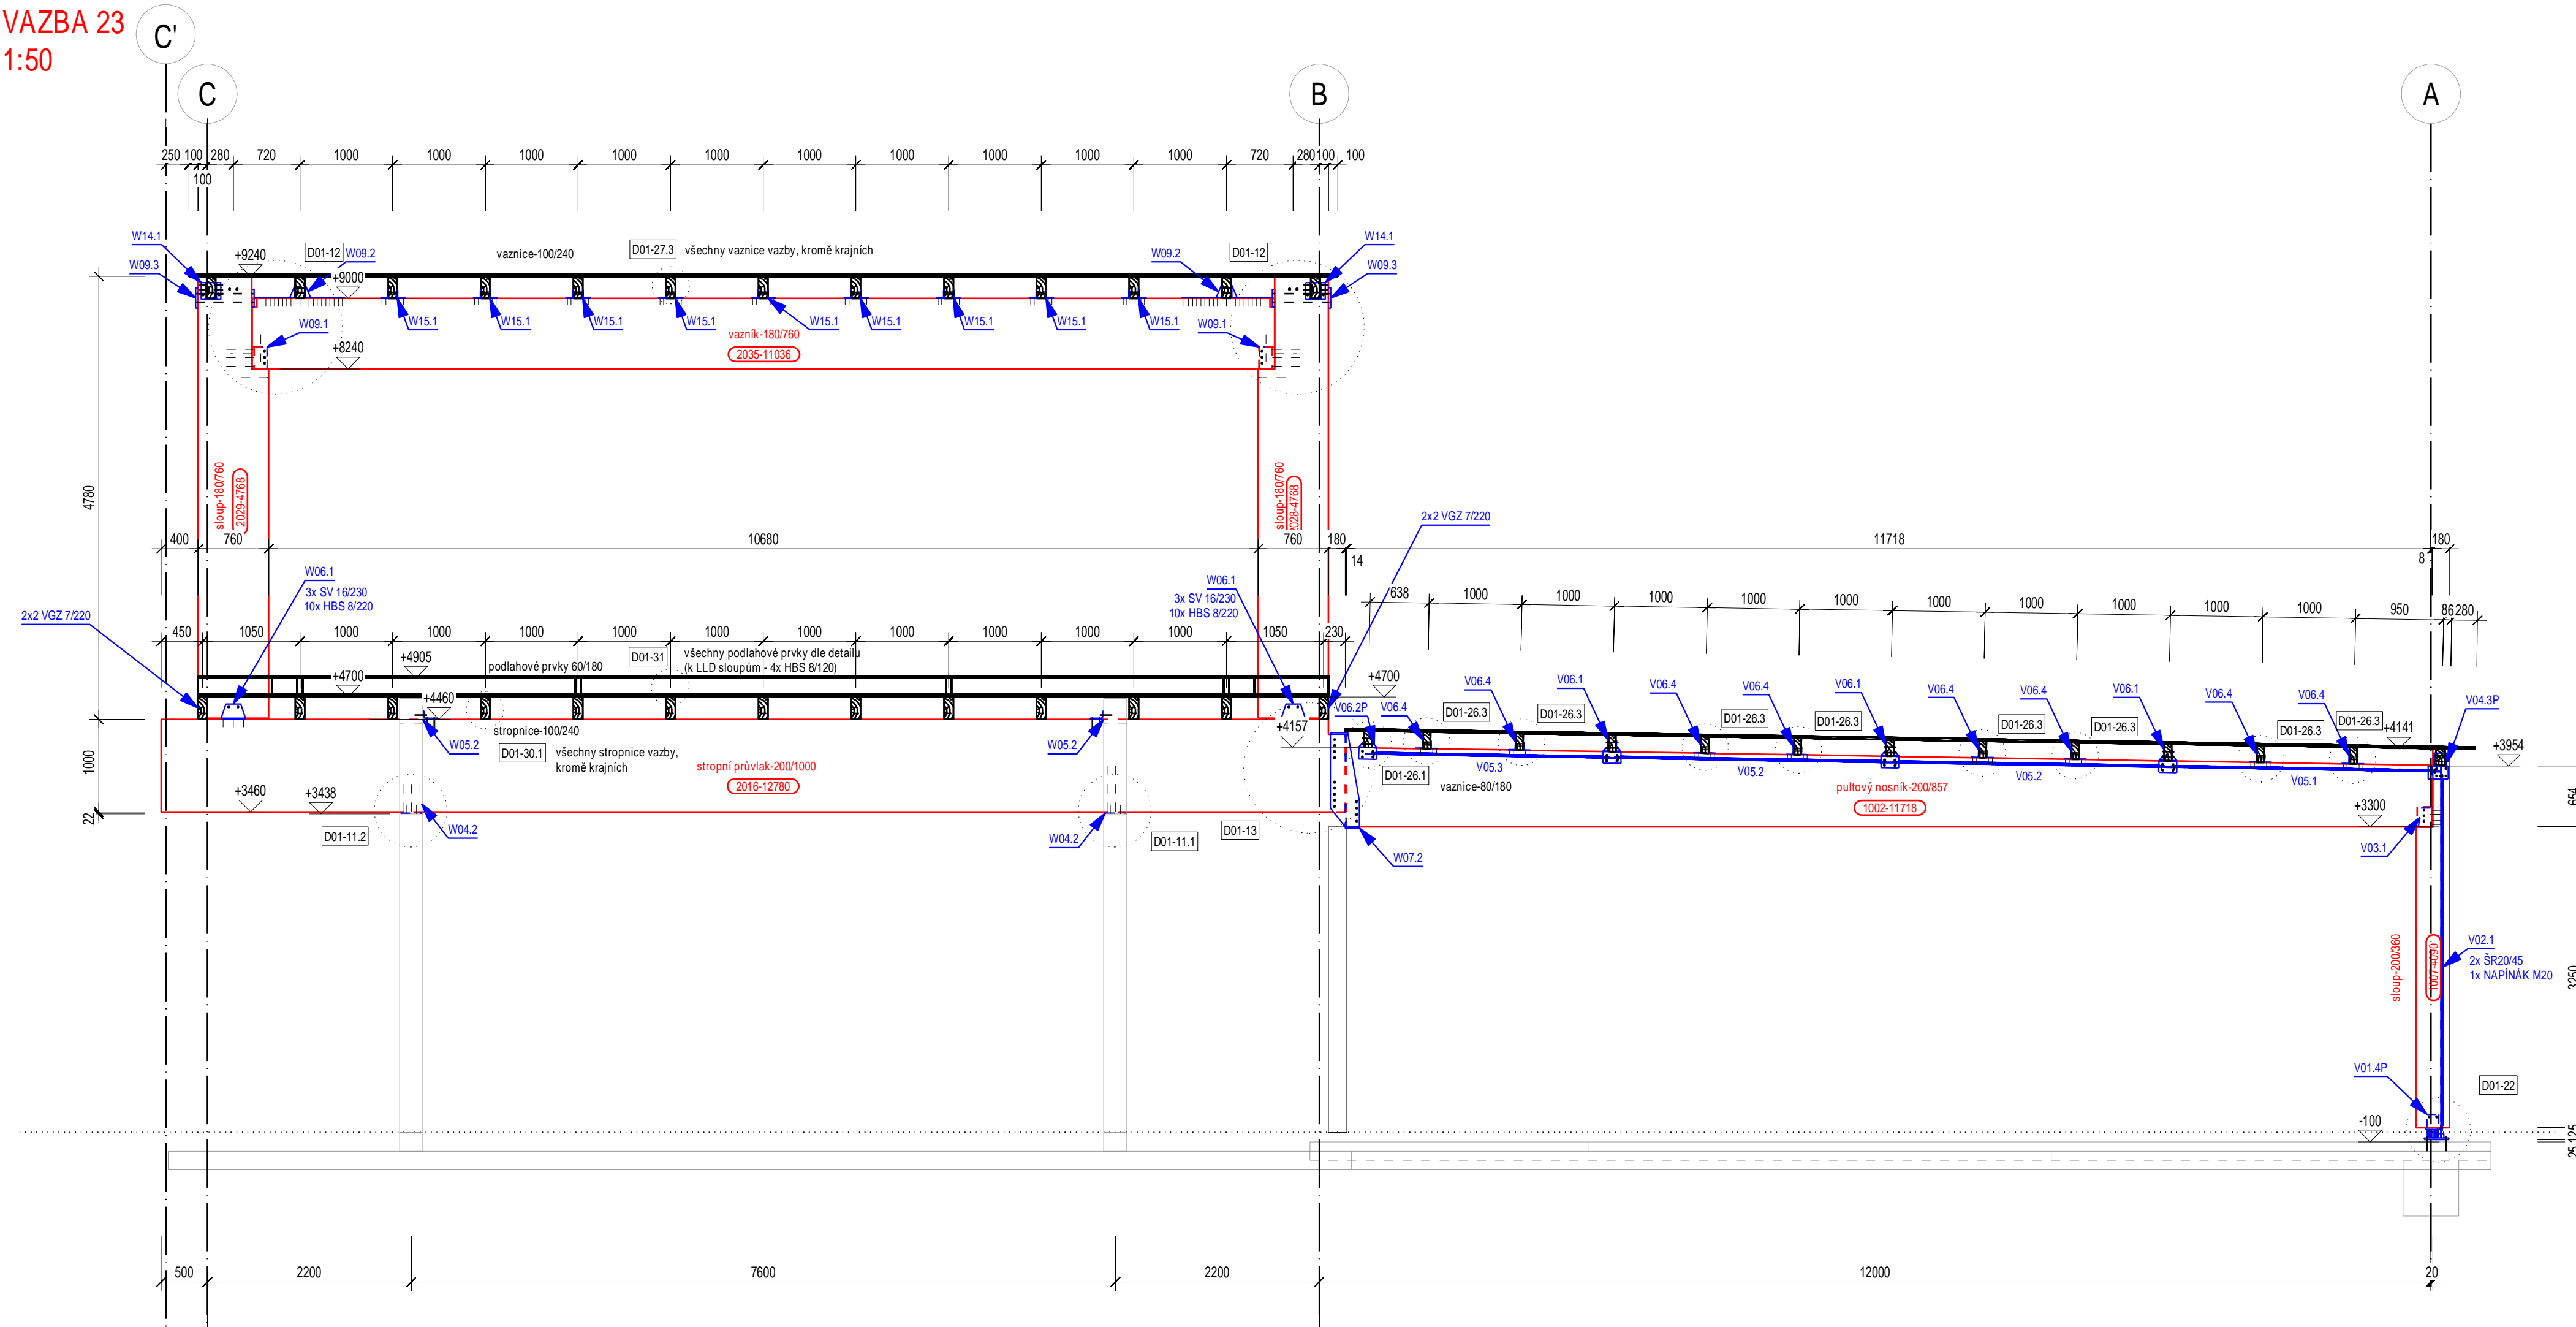 VAZBA 23
1:50
C'
C
B
A
250 100 280 720 1000 1000 1000 1000 1000 1000 1000 1000 1000 1000 720 280 100 100
100
W14.1
W09.3
+9240
D01-12
W09.2
+9000
vaznice-100/240
D01-27.3
všechny vaznice vazby, kromě krajních
W09.2
D01-12
W14.1
W09.3
W09.1
W15.1 W15.1 W15.1 W15.1 W15.1 W15.1 W15.1 W15.1 W15.1
W09.1
vazník-180/760
2035-11036
+8240
4780
sloup-180/760
2029-4768
sloup-180/760
2028-4768
2x2 VGZ 7/220
400 760 10680 760 180 11718 180
14
8
W06.1
3x SV 16/230
10x HBS 8/220
W06.1
3x SV 16/230
10x HBS 8/220
638 1000 1000 1000 1000 1000 1000 1000 1000 1000 1000 950 86 280
2x2 VGZ 7/220
450 1050 1000 1000 1000 1000 1000 1000 1000 1000 1000 1000 1050 230
+4905
podlahové prvky 60/180
D01-31
všechny podlahové prvky dle detailu
(k LLD sloupům - 4x HBS 8/120)
+4700
+4460
+4700
V06.4 V06.1 V06.4 V06.4 V06.1 V06.4 V06.4 V06.1 V06.4 V06.4
V04.3P
V06.2P
V06.4
D01-26.3 D01-26.3 D01-26.3 D01-26.3 D01-26.3 D01-26.3 D01-26.3 D01-26.3
+4157
+4141
+3954
stropnice-100/240
W05.2
W05.2
D01-30.1
všechny stropnice vazby,
kromě krajních
stropní průvlak-200/1000
2016-12780
1000
D01-26.1
V05.3
V05.2
V05.2
V05.1
vaznice-80/180
pultový nosník-200/857
1002-11718
+3460
+3438
22
+3300
654
D01-11.2
W04.2
W04.2
D01-11.1
D01-13
W07.2
V03.1
sloup-200/360
1007-4090
V02.1
2x ŠR20/45
1x NAPÍNÁK M20
3250
V01.4P
D01-22
-100
25 125
500 2200 7600 2200 12000 20